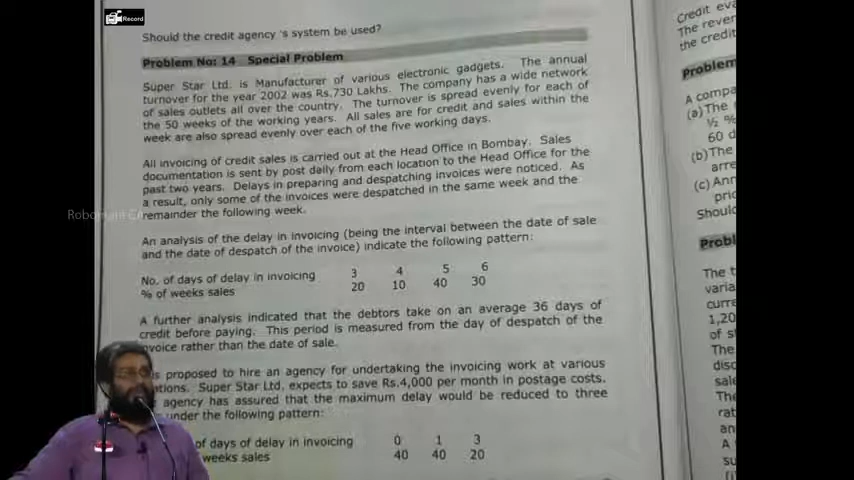 Record
Should the credit agency 's system be used?
Problem No: 14 Special Problem
Super Star Ltd. is Manufacturer of various electronic gadgets. The annual
turnover for the year 2002 was Rs.730 Lakhs. The company has a wide network
of sales outlets all over the country. The turnover is spread evenly for each of
the 50 weeks of the working years. All sales are for credit and sales within the
week are also spread evenly over each of the five working days.
All invoicing of credit sales is carried out at the Head Office in Bombay. Sales
documentation is sent by post daily from each location to the Head Office for the
past two years. Delays in preparing and despatching invoices were noticed. As
a result, only some of the invoices were despatched in the same week and the
remainder the following week.
An analysis of the delay in invoicing (being the interval between the date of sale
and the date of despatch of the invoice) indicate the following pattern:
No. of days of delay in invoicing 3 4 5 6
% of weeks sales 20 10 40 30
A further analysis indicated that the debtors take on an average 36 days of
credit before paying. This period is measured from the day of despatch of the
invoice rather than the date of sale.
proposed to hire an agency for undertaking the invoicing work at various
Super Star Ltd, expects to save Rs.4,000 per month in postage costs.
agency has assured that the maximum delay would be reduced to three
under the following pattern:
of days of delay in invoicing 0 1 3
weeks sales 40 40 20
Credit
The
the credit
Problem
A
(a) The
½ %
60 d
(b) The
(c)
Should
The
of
The
The
A
(i)